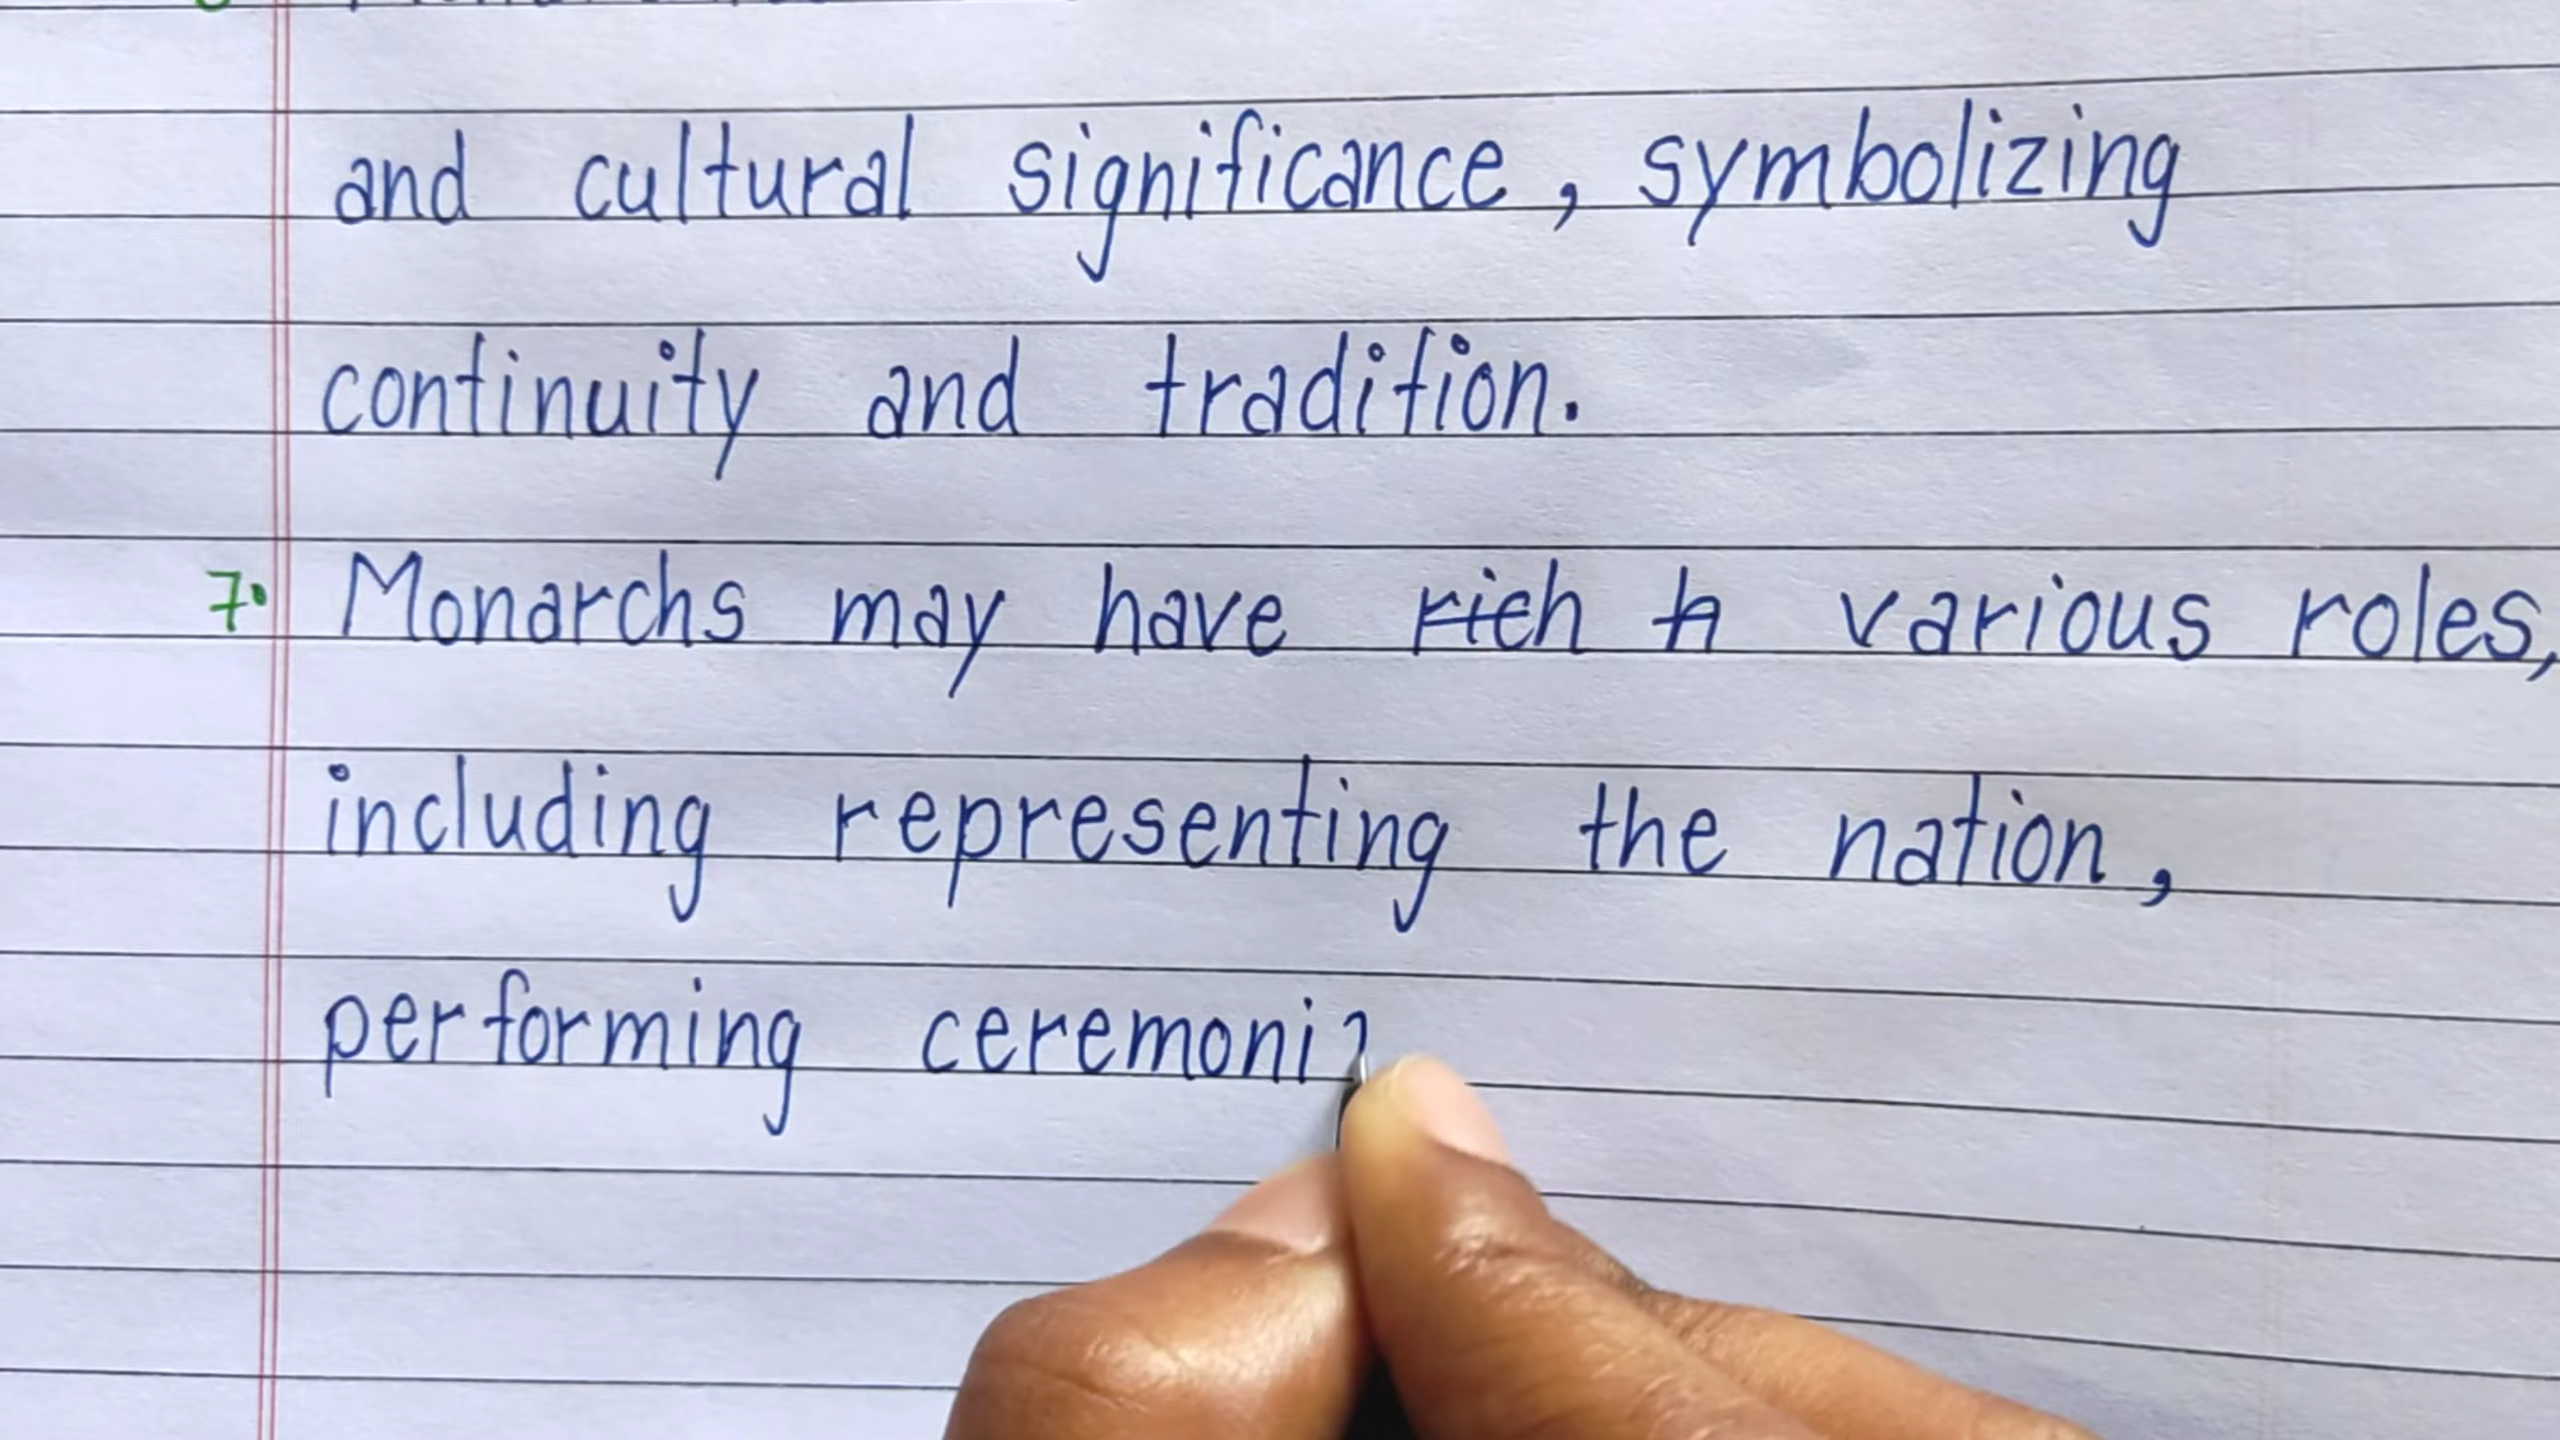 and cultural significance, symbolizing
continuity and tradition.
7. Monarchs may have rich h various roles,
including representing the nation,
performing